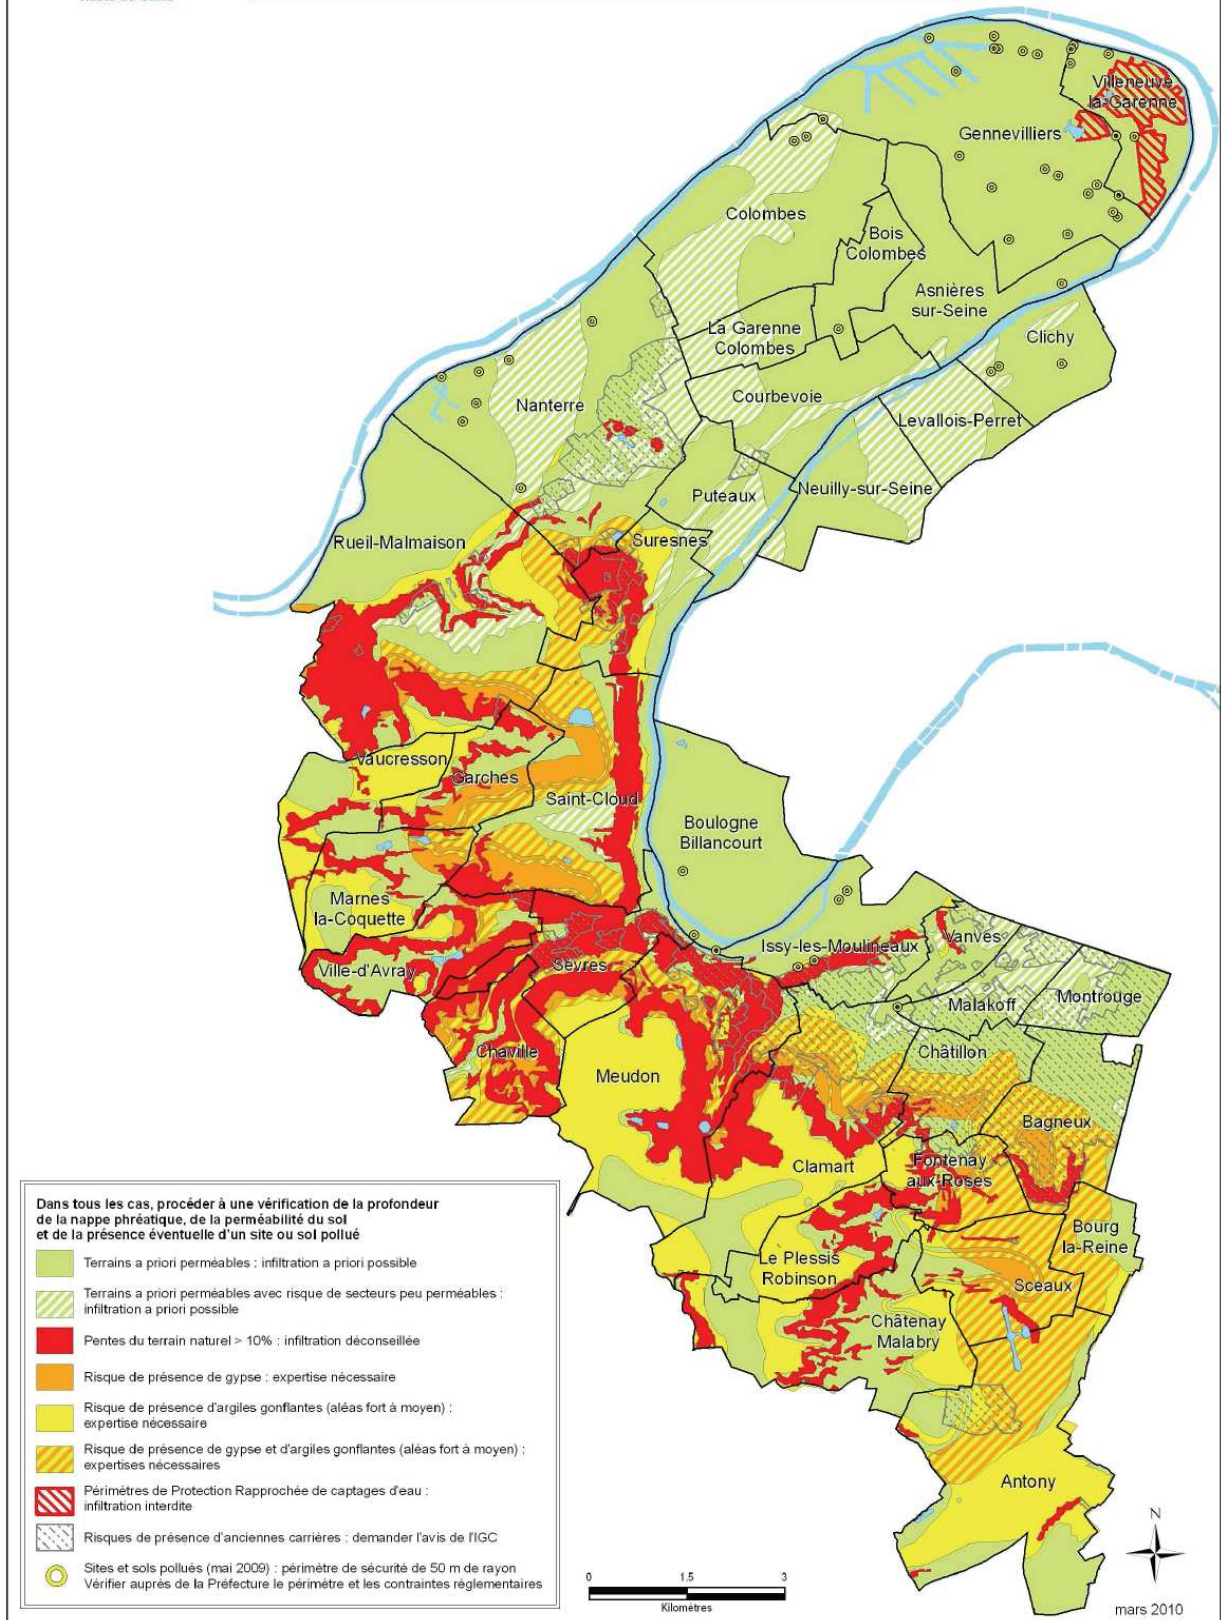 Villeneuve
la-Garenne
Gennevilliers
Colombes
Bois
Colombes
Asnières
sur-Seine
La Garenne
Colombes
Clichy
Courbevoie
Nanterre
Levallois-Perret
Puteaux
Neuilly-sur-Seine
Rueil-Malmaison
Suresnes
Vaucresson
Garches
Saint-Cloud
Boulogne
Billancourt
Marnes
la-Coquette
Issy-les-Moulineaux
Vanves
Ville-d'Avray
Sèvres
Malakoff
Montrouge
Chaville
Châtillon
Meudon
Bagneux
Clamart
Fontenay
aux-Roses
Bourg
la-Reine
Le Plessis
Robinson
Sceaux
Châtenay
Malabry
Antony
Dans tous les cas, procéder à une vérification de la profondeur
de la nappe phréatique, de la perméabilité du sol
et de la présence éventuelle d'un site ou sol pollué
Terrains a priori perméables : infiltration a priori possible
Terrains a priori perméables avec risque de secteurs peu perméables :
infiltration a priori possible
Pentes du terrain naturel > 10% : infiltration déconseillée
Risque de présence de gypse : expertise nécessaire
Risque de présence d'argiles gonflantes (aléas fort à moyen) :
expertise nécessaire
Risque de présence de gypse et d'argiles gonflantes (aléas fort à moyen) :
expertises nécessaires
Périmètres de Protection Rapprochée de captages d'eau :
infiltration interdite
Risques de présence d'anciennes carrières : demander l'avis de l'IGC
Sites et sols pollués (mai 2009) : périmètre de sécurité de 50 m de rayon
Vérifier auprès de la Préfecture le périmètre et les contraintes réglementaires
0 1.5 3
Kilomètres
N
mars 2010